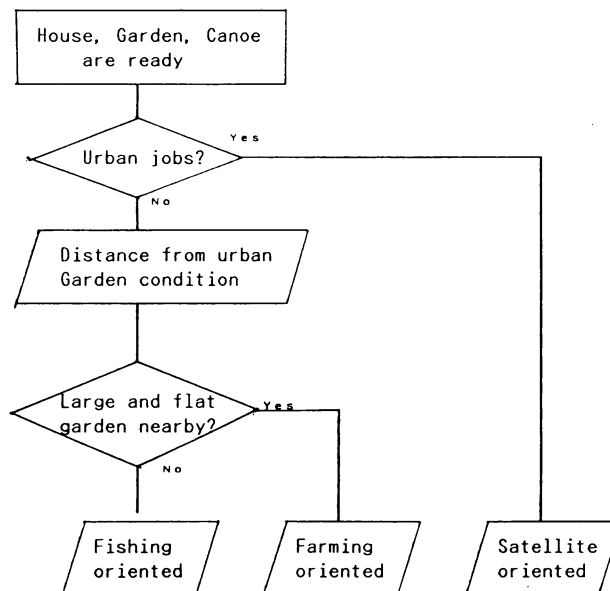 House, Garden, Canoe
are ready
Yes
Urban jobs?
No
Distance from urban
Garden condition
Large and flat
garden nearby?
Yes
No
Fishing
oriented
Farming
oriented
Satellite
oriented